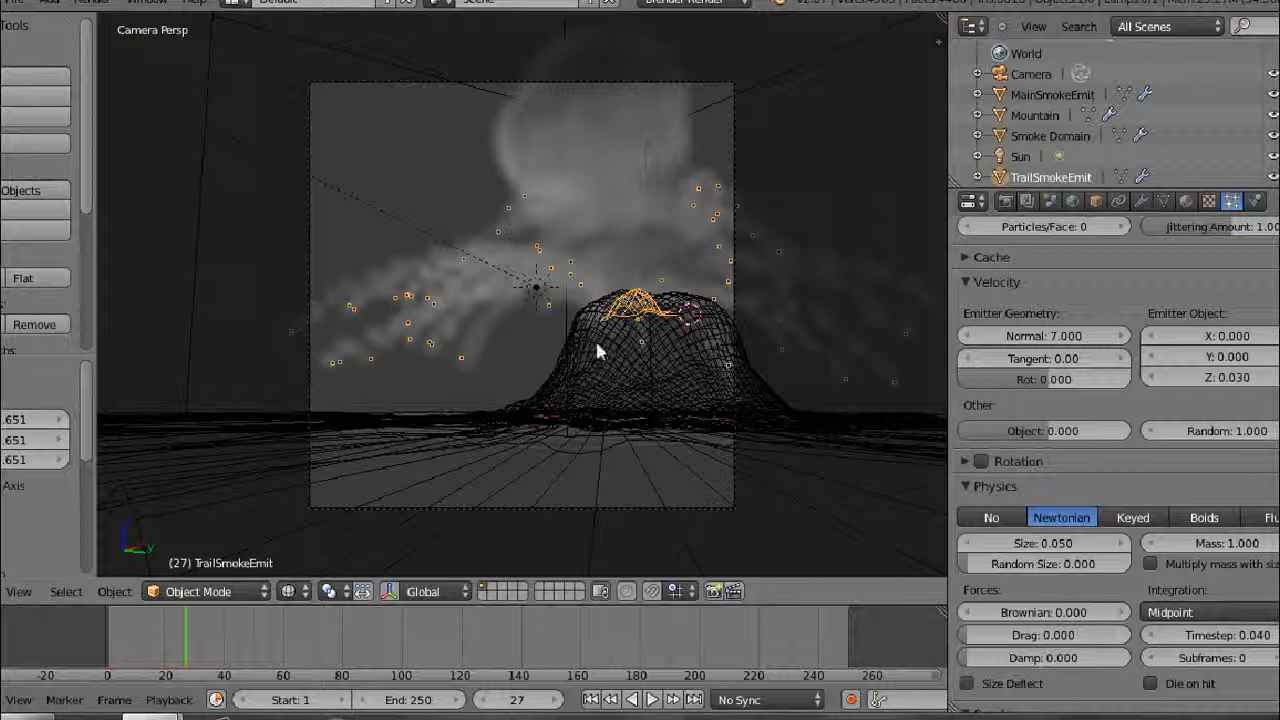 Default
Scene
Blender Render
Tools
Camera Persp
View Search All Scenes
World
Camera
MainSmokeEmit
Mountain
Smoke Domain
Sun
TrailSmokeEmit
Objects
Particles/Face: 0
Jittering Amount: 1.00
Cache
Velocity
Flat
Emitter Geometry:
Emitter Object:
Normal: 7.000
X: 0.000
Remove
Tangent: 0.00
Y: 0.000
Rot: 0.000
Z: 0.030
Other:
.651
Object: 0.000
Random: 1.000
.651
.651
Rotation
Axis
Physics
No Newtonian Keyed Boids Flu
Size: 0.050
Mass: 1.000
Random Size: 0.000
Multiply mass with siz
(27) TrailSmokeEmit
Forces:
Integration:
View Select Object Object Mode Global
Brownian: 0.000
Midpoint
Drag: 0.000
Timestep: 0.040
Damp: 0.000
Subframes: 0
-20 0 20 40 60 80 100 120 140 160 180 200 220 240 260
Size Deflect
Die on hit
View Marker Frame Playback Start: 1 End: 250 27 No Sync